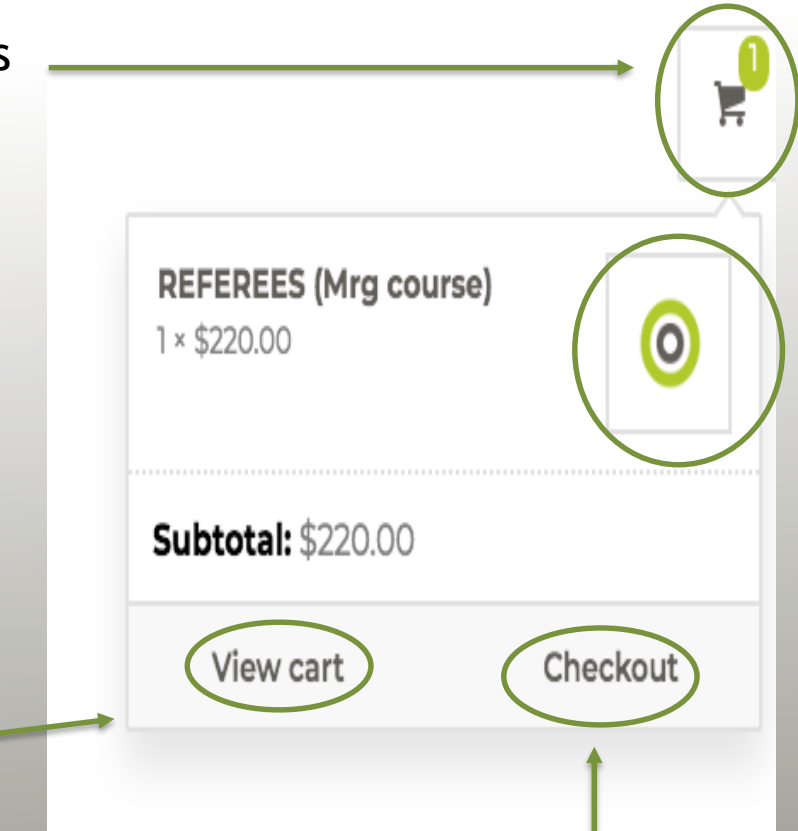 s
1
REFEREES (Mrg course)
1 × $220.00
Subtotal: $220.00
View cart
Checkout